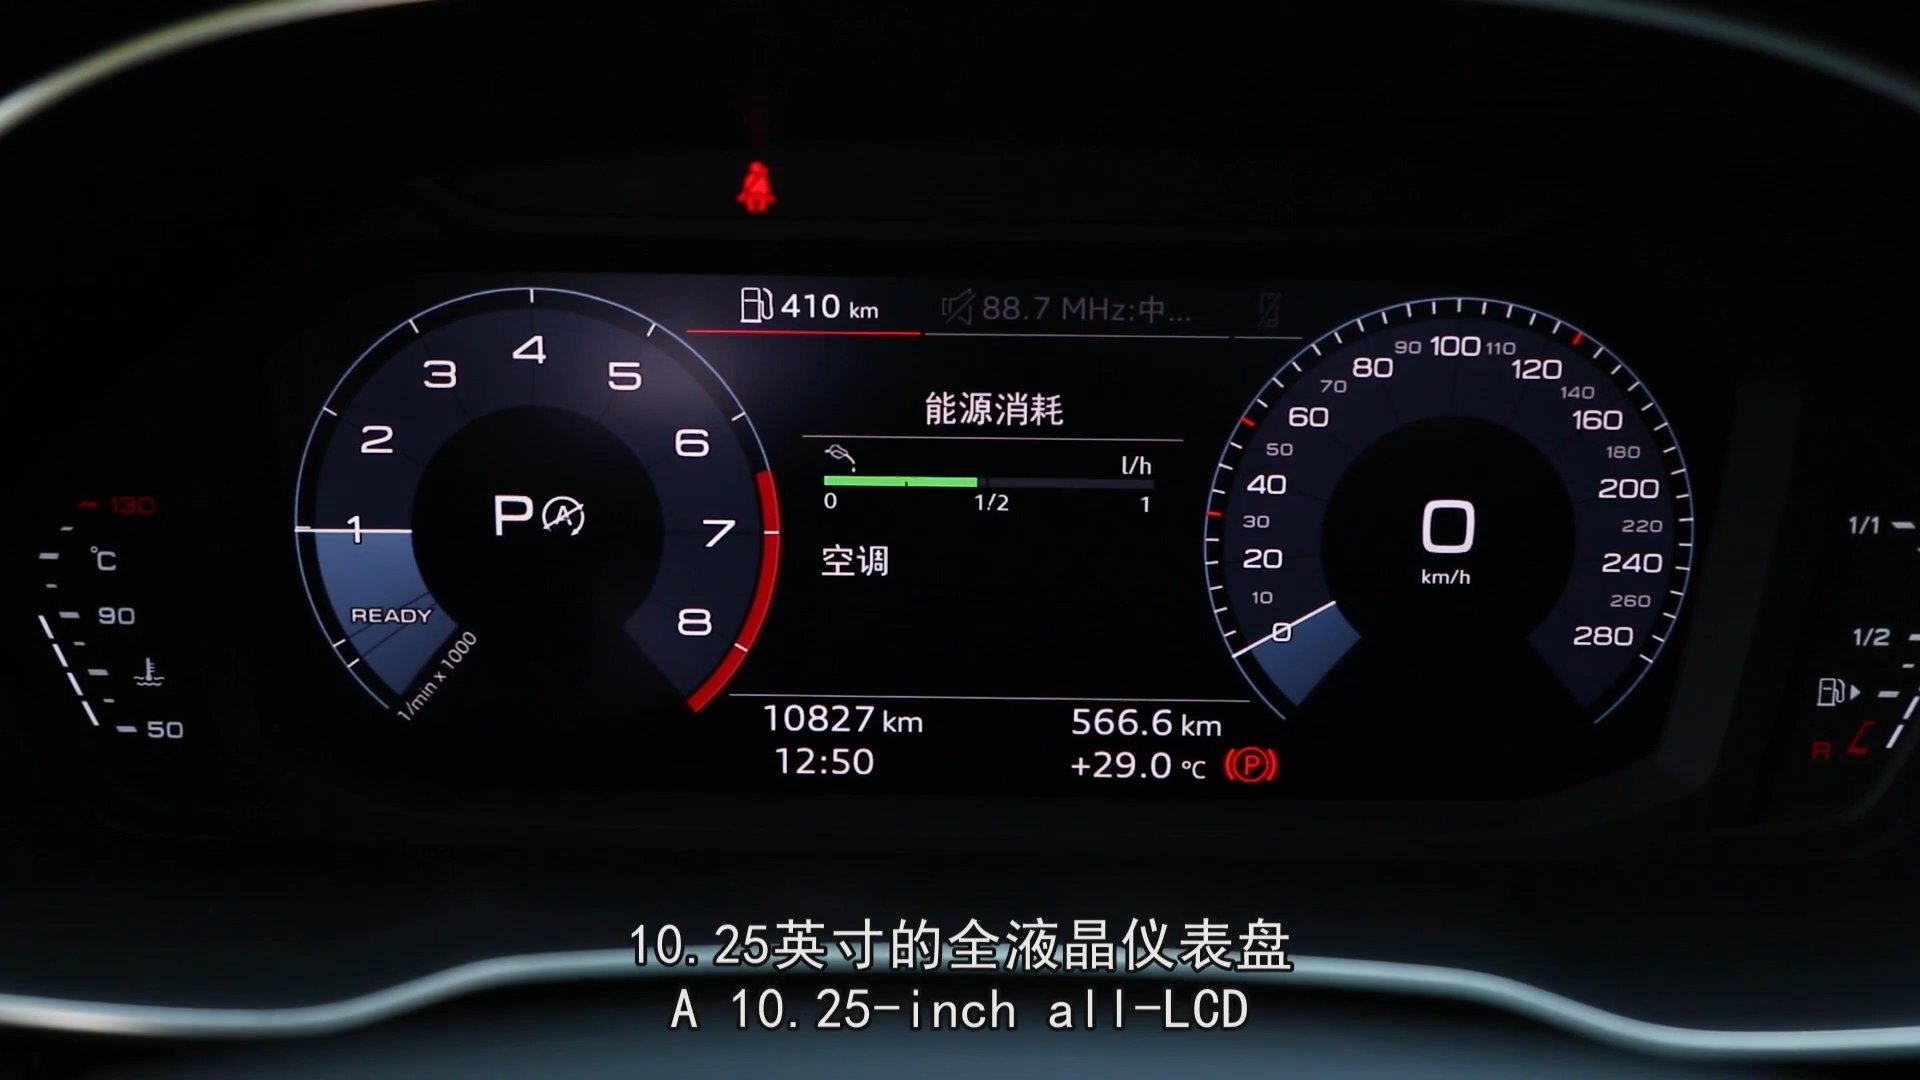 410 km
88.7 MHz:中...
能源消耗
l/h
0 1/2 1
空调
1 2 3 4 5 6 7 8
P A
READY
1/min x 1000
0 10 20 30 40 50 60 70 80 90 100 110 120 140 160 180 200 220 240 260 280
0
km/h
130
°C
90
50
1/1
1/2
R
10827 km
566.6 km
12:50
+29.0 °C
P
10.25英寸的全液晶仪表盘
A 10.25-inch all-LCD